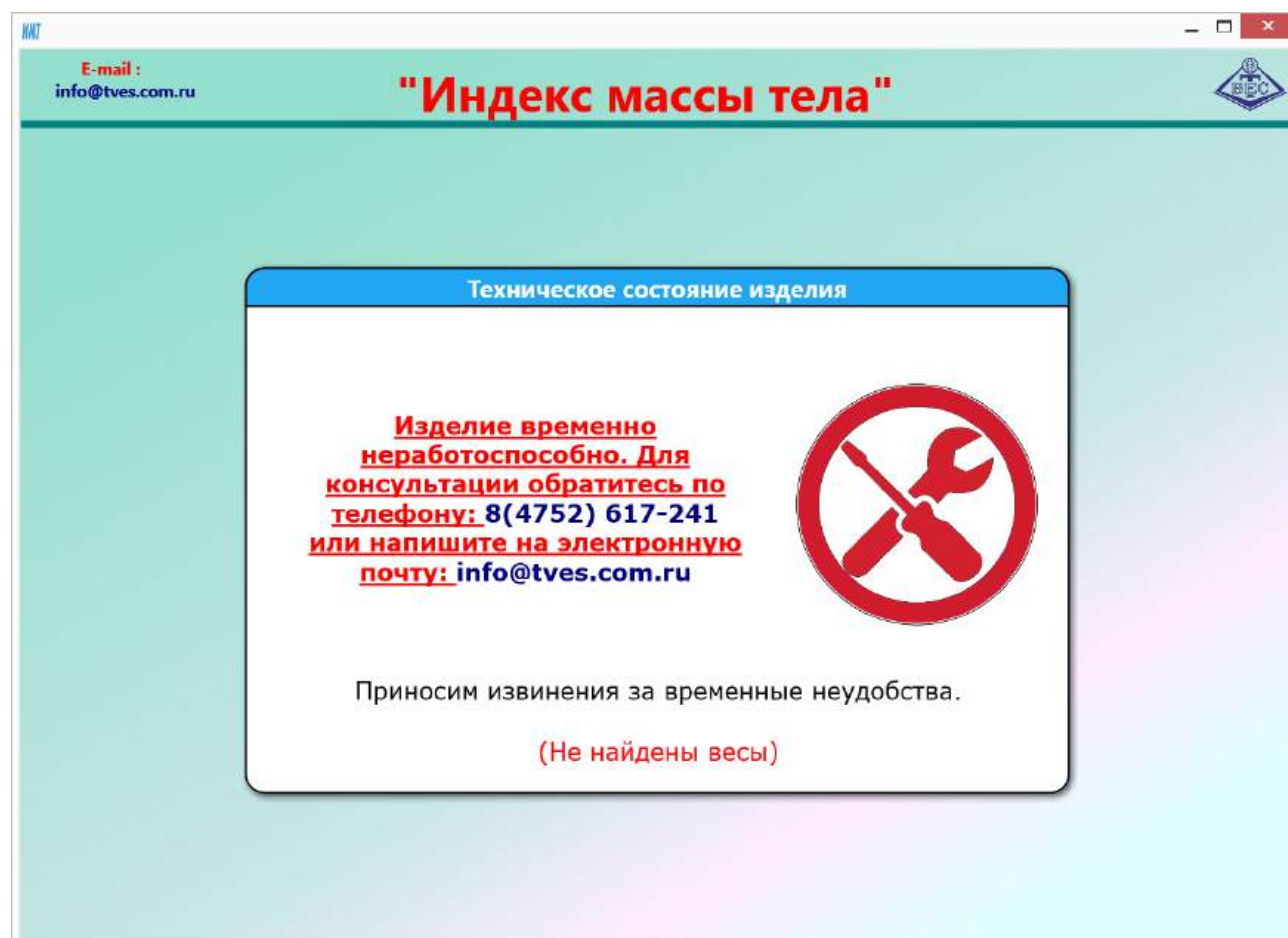 ИМТ
E-mail :
info@tves.com.ru
"Индекс массы тела"
ВЕС
Техническое состояние изделия
Изделие временно
неработоспособно. Для
консультации обратитесь по
телефону: 8(4752) 617-241
или напишите на электронную
почту: info@tves.com.ru
Приносим извинения за временные неудобства.
(Не найдены весы)